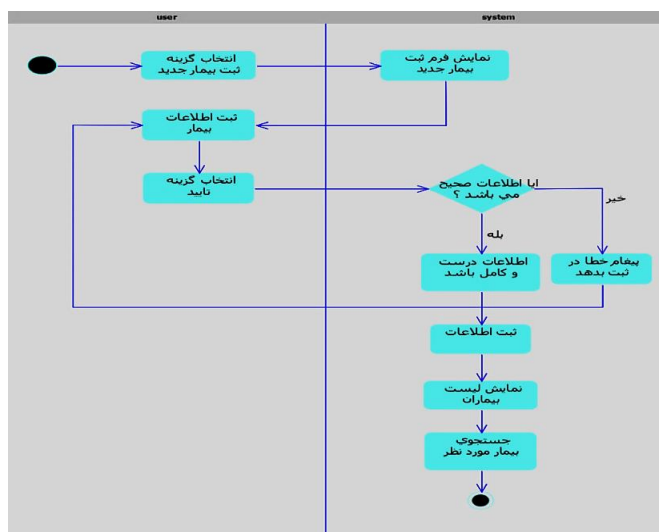 user
system
انتخاب گزینه
ثبت بیمار جدید
نمایش فرم ثبت
بیمار جدید
ثبت اطلاعات
بیمار
انتخاب گزینه
تایید
ایا اطلاعات صحیح
می باشد ؟
خیر
بله
اطلاعات درست
و کامل باشد
پیغام خطا در
ثبت بدهد
ثبت اطلاعات
نمایش لیست
بیماران
جستجوي
بیمار مورد نظر